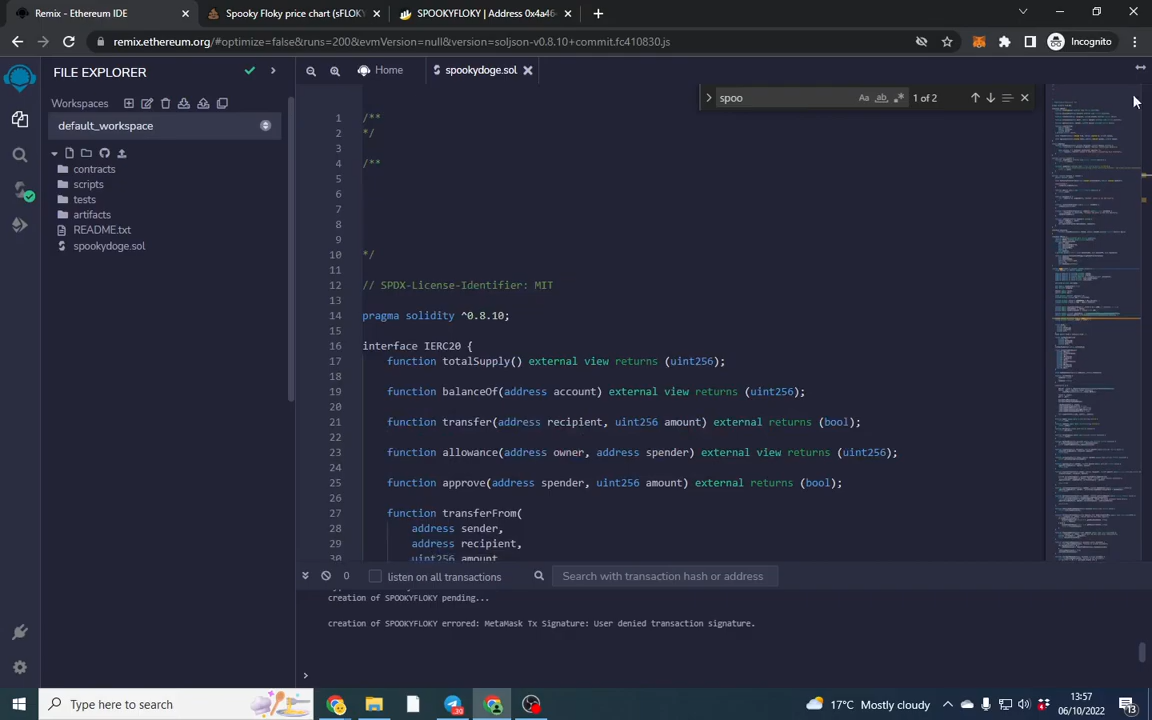 Remix - Ethereum IDE
Spooky Floky price chart (sFLOK
SPOOKYFLOKY | Address 0x4a46
remix.ethereum.org/#optimize=false&runs=200&evmVersion=null&version=soljson-v0.8.10+commit.fc410830.js
Incognito
FILE EXPLORER
Home
spookydoge.sol
Workspaces
default_workspace
contracts
scripts
tests
artifacts
README.txt
spookydoge.sol
spoo
Aa
ab
1 of 2
1 /**
2 */
3
4 /**
5
6
7
8
9
10 */
11
12 // SPDX-License-Identifier: MIT
13
14 pragma solidity ^0.8.10;
15
16 interface IERC20 {
17 function totalSupply() external view returns (uint256);
18
19 function balanceOf(address account) external view returns (uint256);
20
21 function transfer(address recipient, uint256 amount) external returns (bool);
22
23 function allowance(address owner, address spender) external view returns (uint256);
24
25 function approve(address spender, uint256 amount) external returns (bool);
26
27 function transferFrom(
28 address sender,
29 address recipient,
30 uint256 amount
0
listen on all transactions
Search with transaction hash or address
creation of SPOOKYFLOKY pending...
creation of SPOOKYFLOKY errored: MetaMask Tx Signature: User denied transaction signature.
>
Type here to search
30
17°C Mostly cloudy
13:57
06/10/2022
13